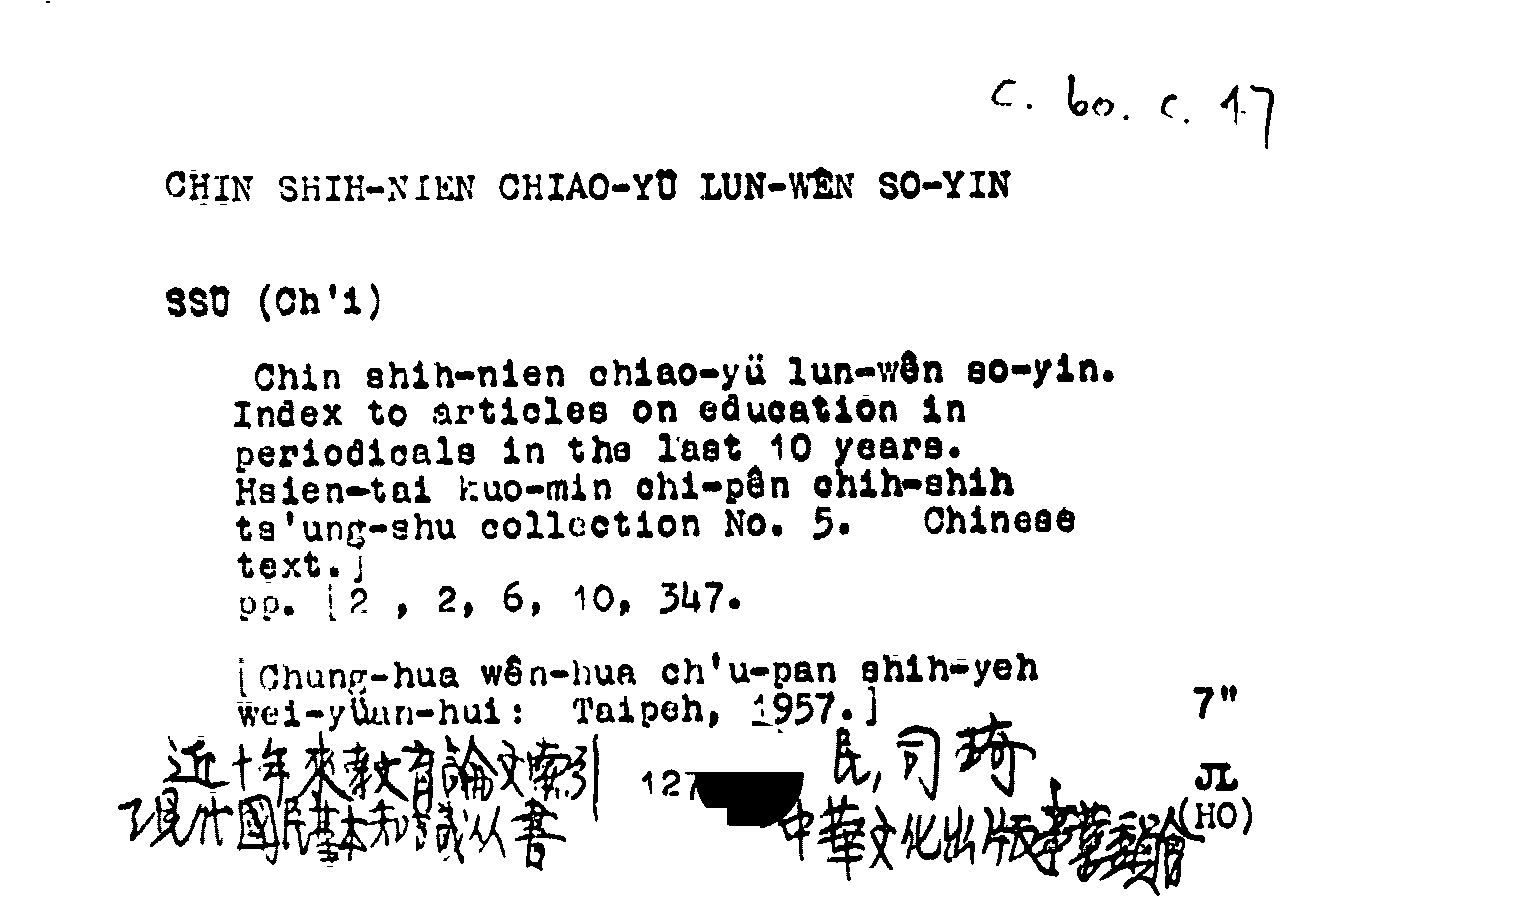 c. bo. c. 17
CHIN SHIH-NIEN CHIAO-YÜ LUN-WÊN SO-YIN
SSŬ (Ch'i)
Chin shih-nien chiao-yü lun-wên so-yin.
Index to articles on education in
periodicals in the last 10 years.
Hsien-tai kuo-min chi-pên chih-shih
ts'ung-shu collection No. 5. Chinese
text.]
pp. [2 , 2, 6, 10, 347.
[Chung-hua wên-hua ch'u-pan shih-yeh
wei-yüan-hui: Taipeh, 1957.] 7"
近十年來教育論文索引 127 民, 司琦 JL
現代國民基本知識丛書 中華文化出版事業委員會 (HO)